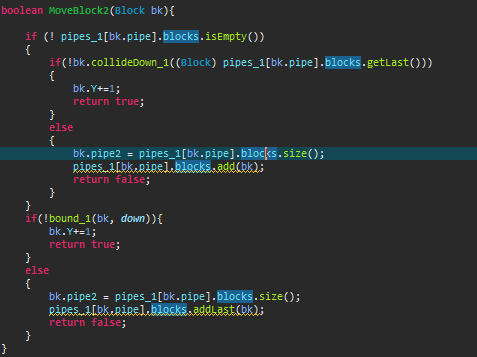 boolean MoveBlock2(Block bk){
if (! pipes_1[bk.pipe].blocks.isEmpty())
{
if(!bk.collideDown_1((Block) pipes_1[bk.pipe].blocks.getLast()))
{
bk.Y+=1;
return true;
}
else
{
bk.pipe2 = pipes_1[bk.pipe].blocks.size();
pipes_1[bk.pipe].blocks.add(bk);
return false;
}
}
if(!bound_1(bk, down)){
bk.Y+=1;
return true;
}
else
{
bk.pipe2 = pipes_1[bk.pipe].blocks.size();
pipes_1[bk.pipe].blocks.addLast(bk);
return false;
}
}